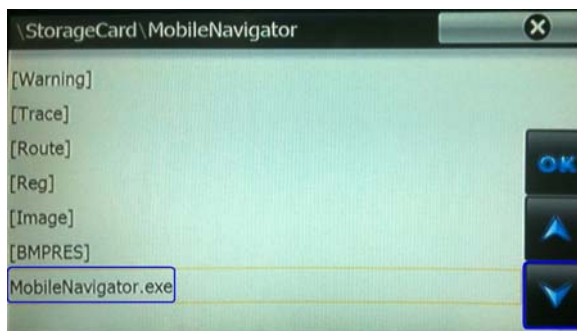 \StorageCard\MobileNavigator
[Warning]
[Trace]
[Route]
OK
[Reg]
[Image]
[BMPRES]
MobileNavigator.exe